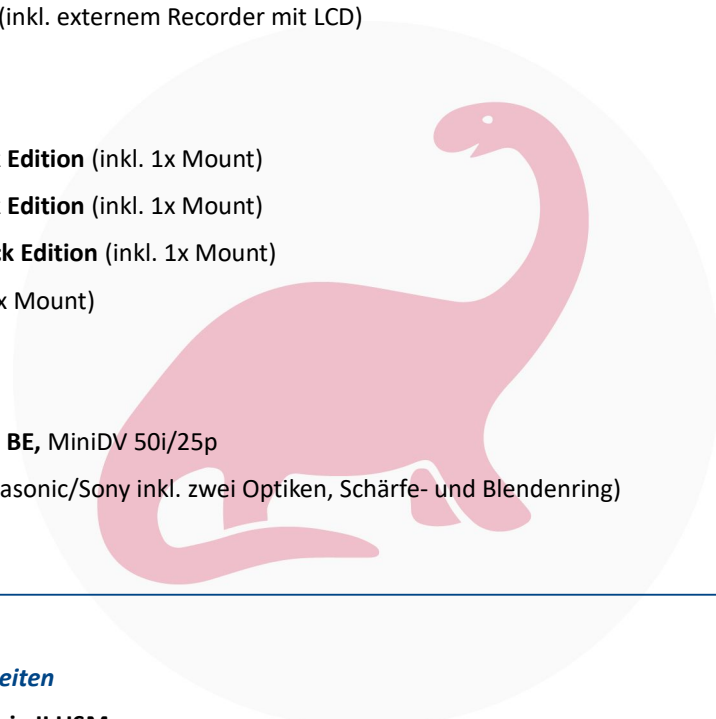 (inkl. externem Recorder mit LCD)
Edition (inkl. 1x Mount)
Edition (inkl. 1x Mount)
ck Edition (inkl. 1x Mount)
x Mount)
BE, MiniDV 50i/25p
asonic/Sony inkl. zwei Optiken, Schärfe- und Blendenring)
eiten